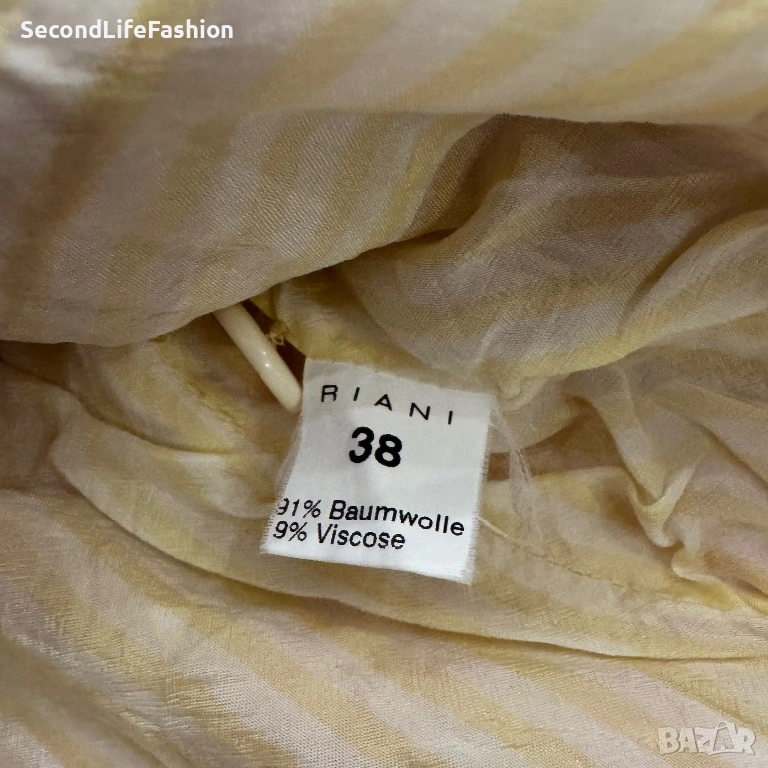 SecondLifeFashion
RIANI
38
91% Baumwolle
9% Viscose
BAZAR